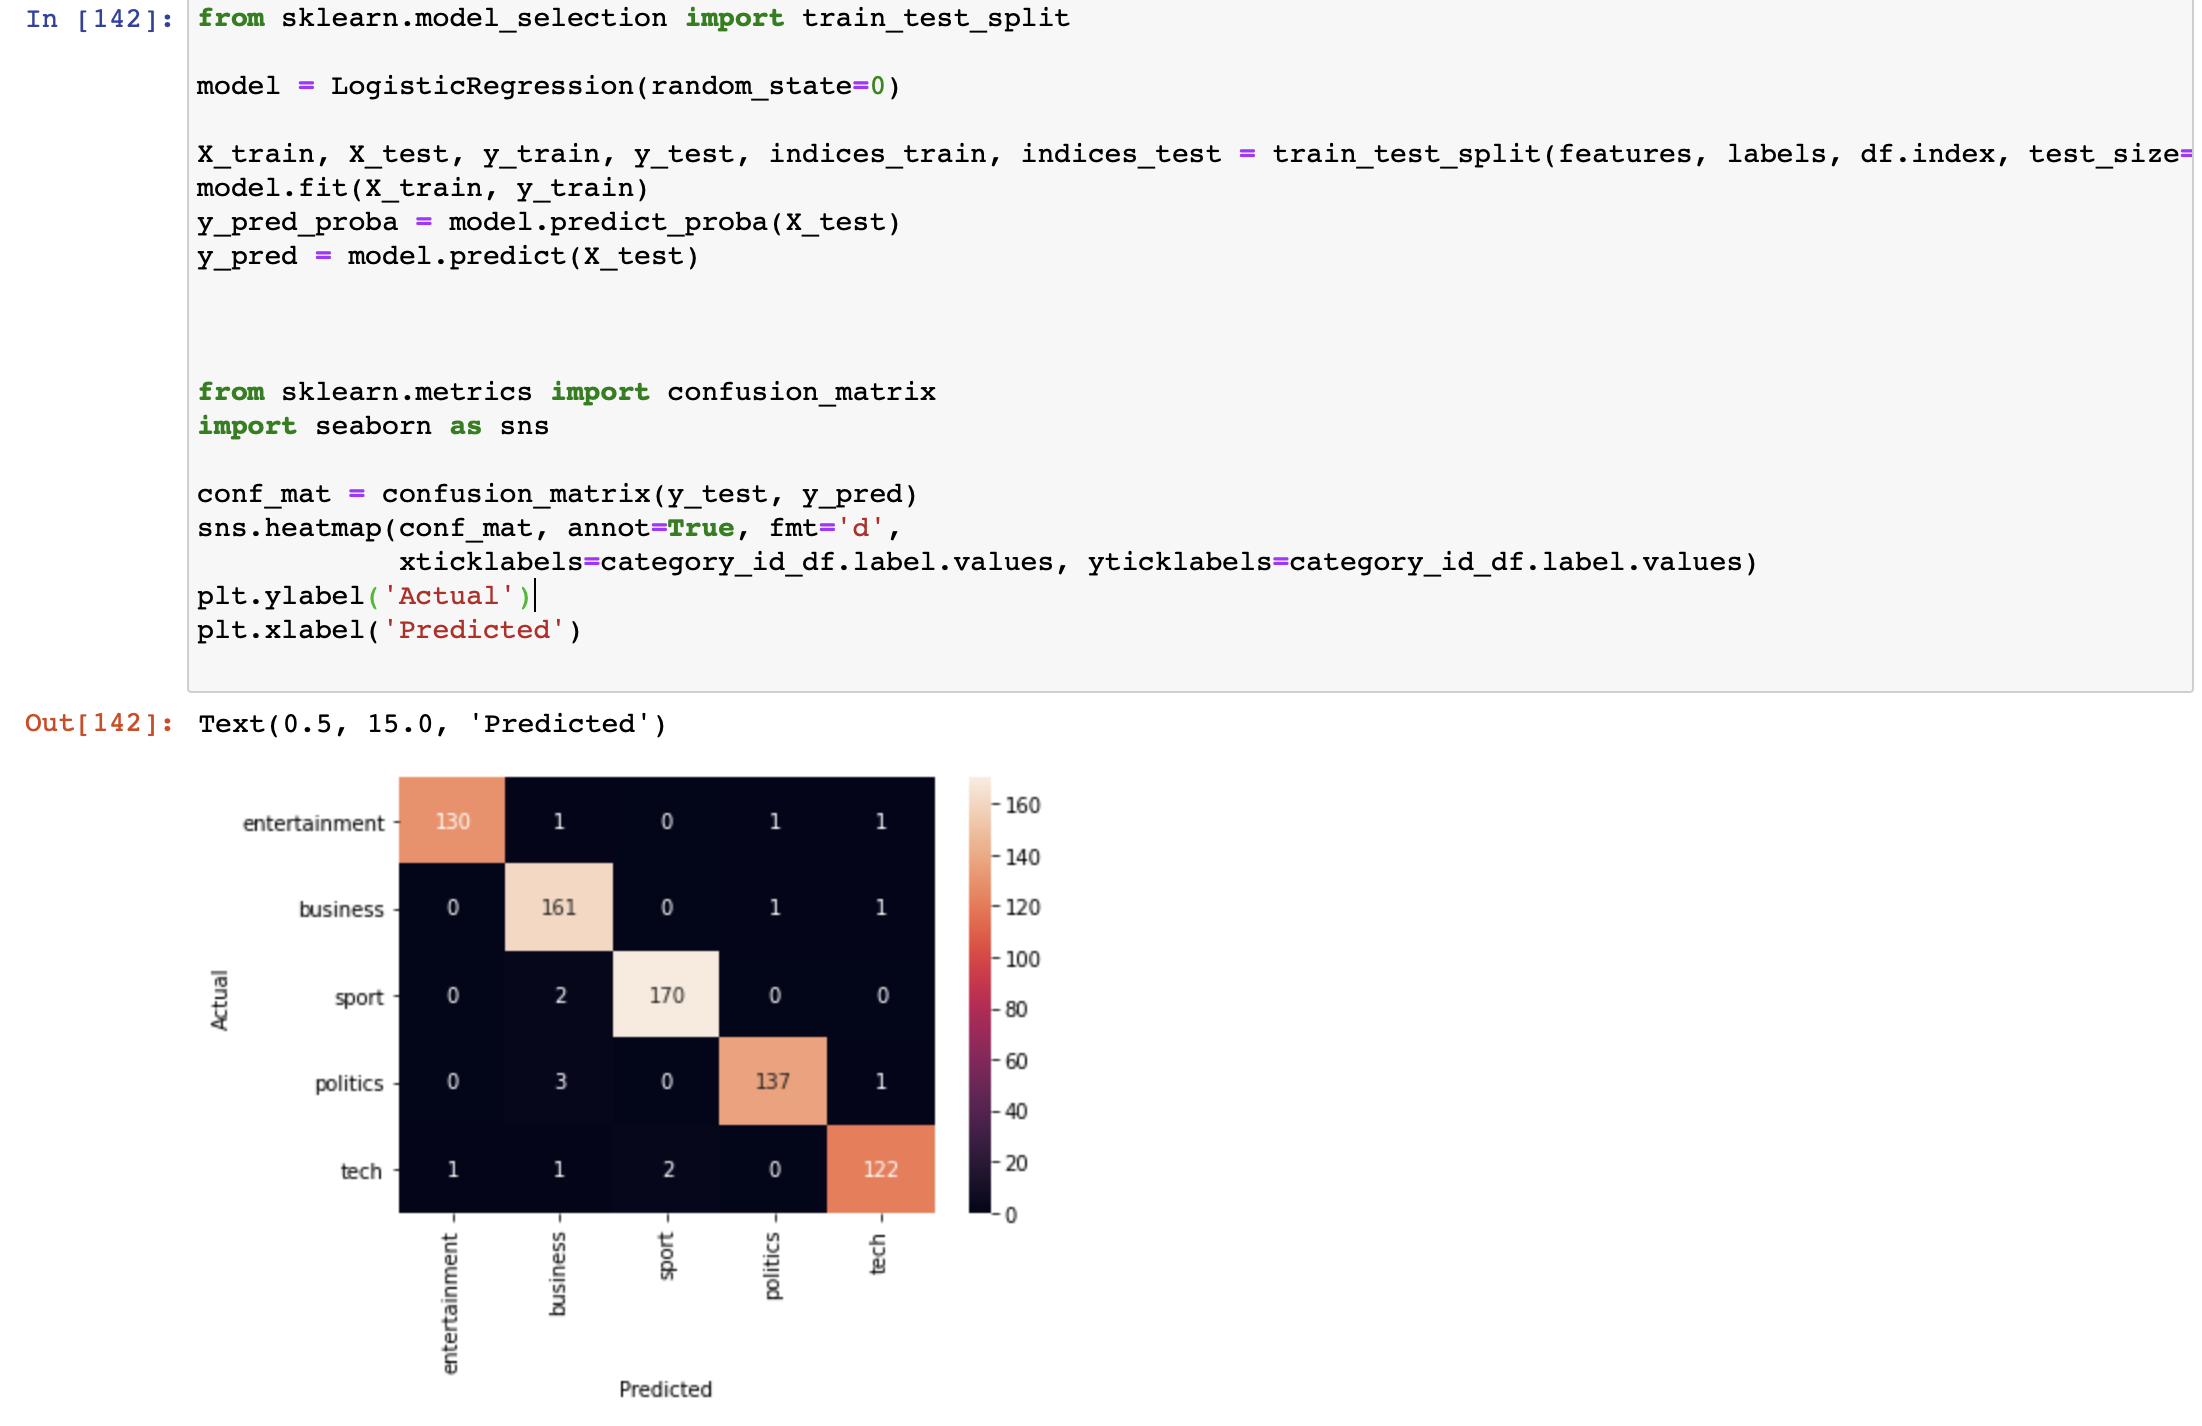 In [142]: from sklearn.model_selection import train_test_split
model = LogisticRegression(random_state=0)
X_train, X_test, y_train, y_test, indices_train, indices_test = train_test_split(features, labels, df.index, test_size=
model.fit(X_train, y_train)
y_pred_proba = model.predict_proba(X_test)
y_pred = model.predict(X_test)
from sklearn.metrics import confusion_matrix
import seaborn as sns
conf_mat = confusion_matrix(y_test, y_pred)
sns.heatmap(conf_mat, annot=True, fmt='d',
xticklabels=category_id_df.label.values, yticklabels=category_id_df.label.values)
plt.ylabel('Actual')
plt.xlabel('Predicted')
Out[142]: Text(0.5, 15.0, 'Predicted')
entertainment 130 1 0 1 1
business 0 161 0 1 1
sport 0 2 170 0 0
politics 0 3 0 137 1
tech 1 1 2 0 122
Actual
entertainment business sport politics tech
Predicted
160
140
120
100
80
60
40
20
0